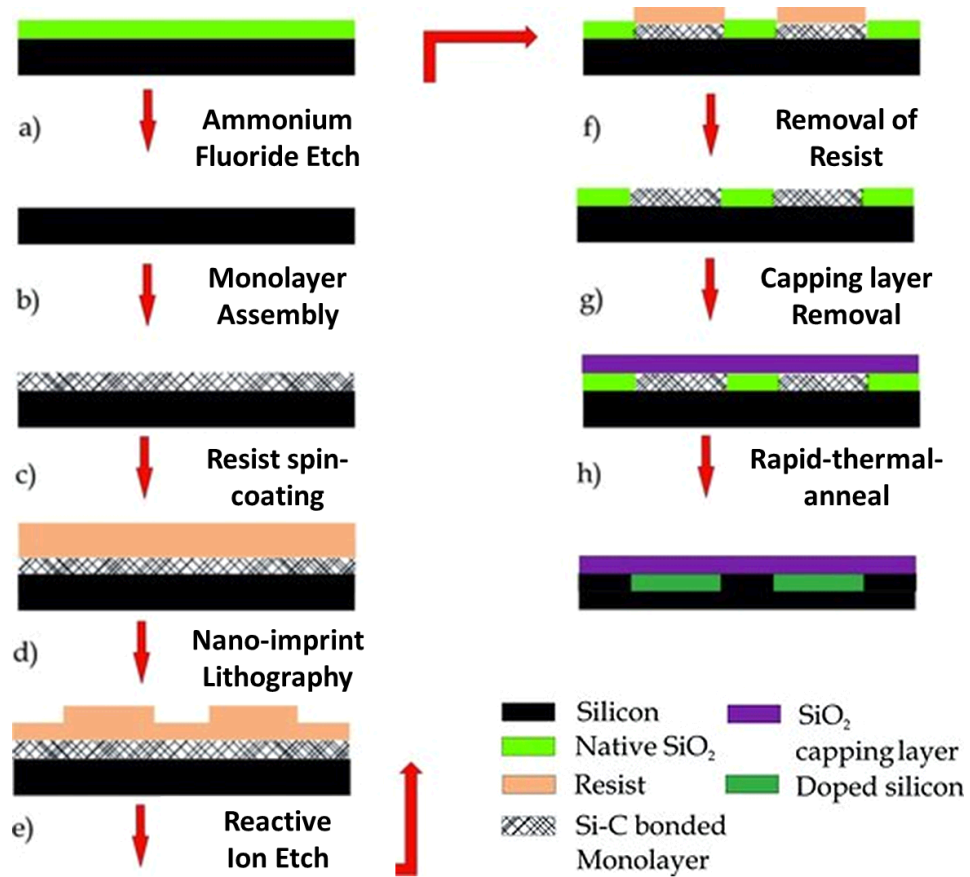 a)
Ammonium
Fluoride Etch
b)
Monolayer
Assembly
c)
Resist spin-
coating
d)
Nano-imprint
Lithography
e)
Reactive
Ion Etch
f)
Removal of
Resist
g)
Capping layer
Removal
h)
Rapid-thermal-
anneal
Silicon
Native SiO₂
Resist
Si-C bonded
Monolayer
SiO₂
capping layer
Doped silicon